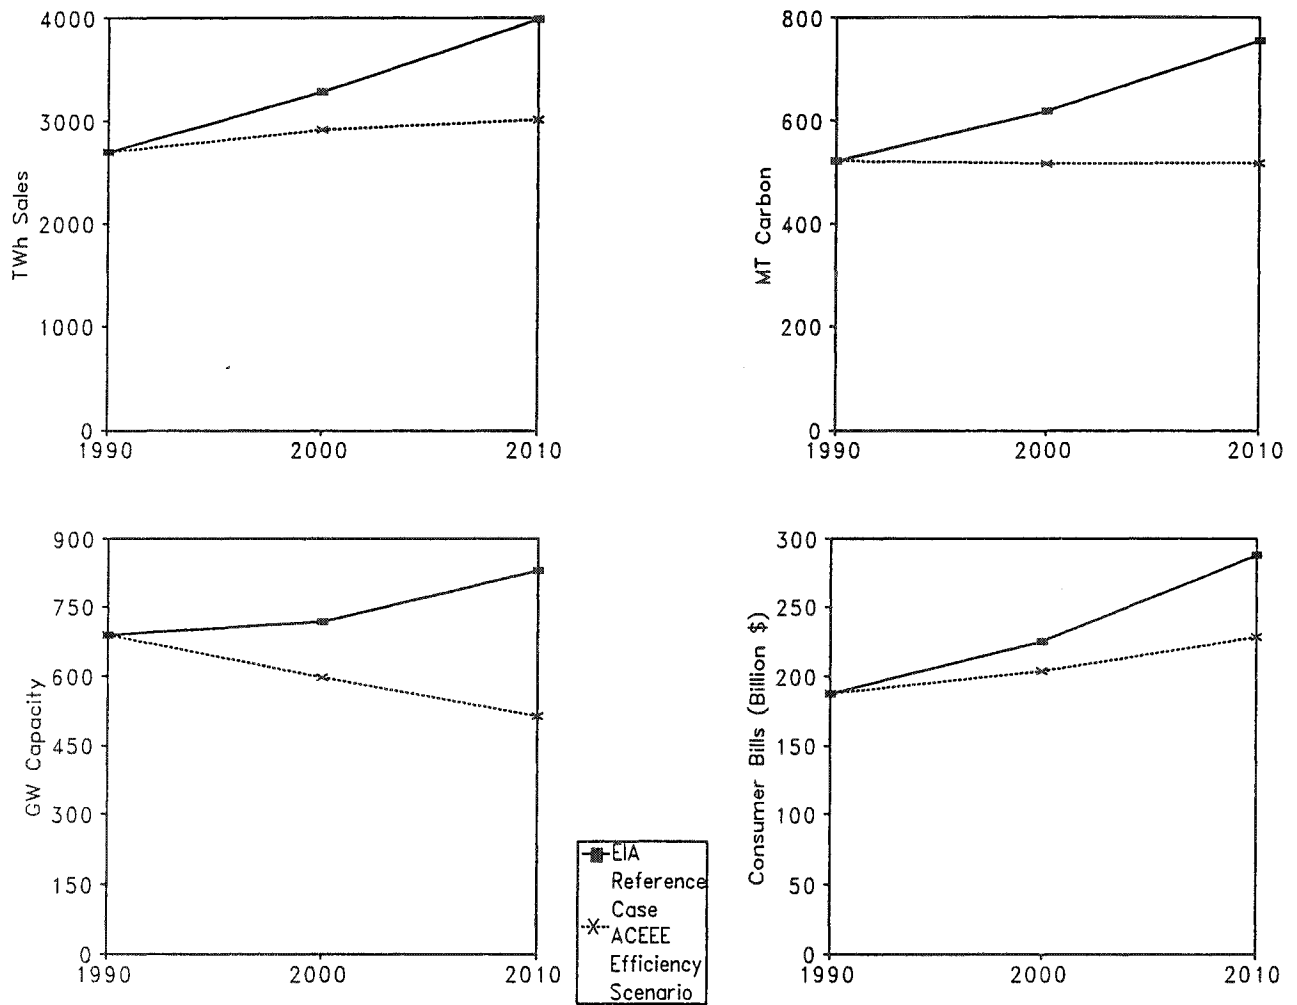 4000
3000
2000
1000
0
TWh Sales
1990 2000 2010
800
600
400
200
0
MT Carbon
1990 2000 2010
900
750
600
450
300
150
0
GW Capacity
1990 2000 2010
EIA
Reference
Case
ACEEE
Efficiency
Scenario
300
250
200
150
100
50
0
Consumer Bills (Billion $)
1990 2000 2010